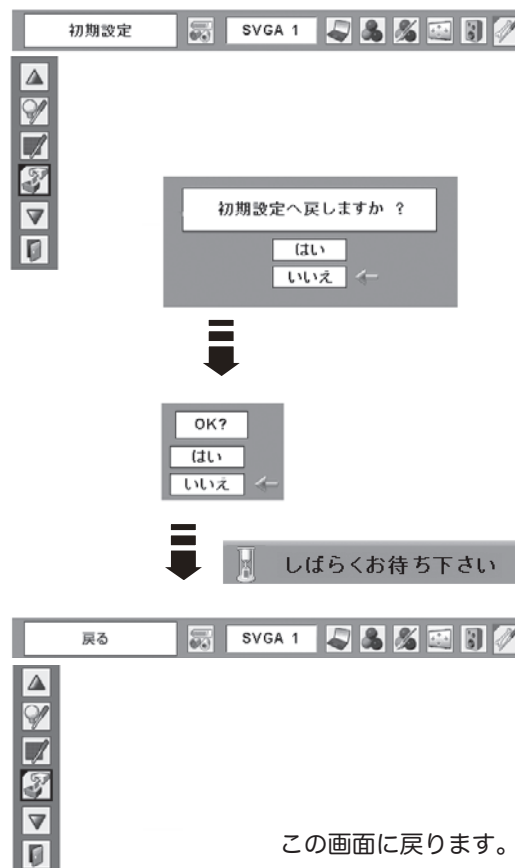 初期設定
SVGA 1
初期設定へ戻しますか ?
はい
いいえ
OK?
はい
いいえ
しばらくお待ち下さい
戻る
SVGA 1
この画面に戻ります。